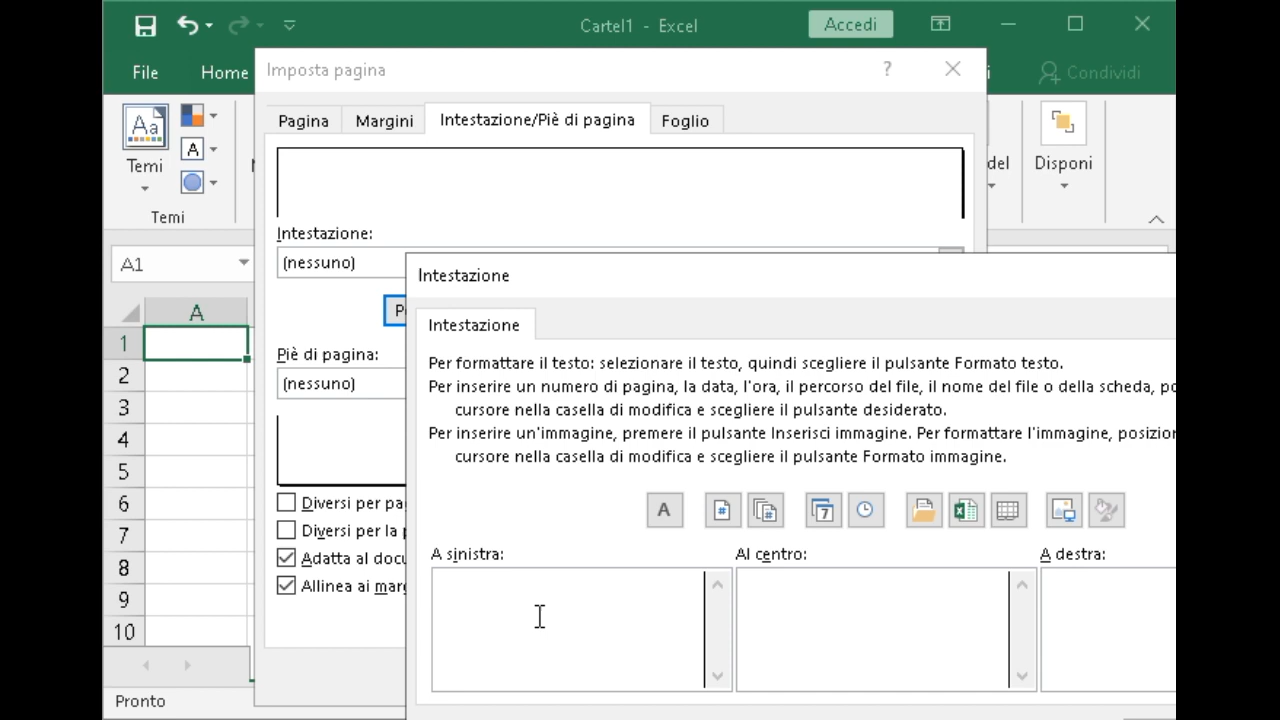 Cartel1 - Excel
Accedi
File
Home
Condividi
Imposta pagina
?
Pagina
Margini
Intestazione/Piè di pagina
Foglio
Aa
A
Temi
Temi
del
Disponi
Intestazione:
(nessuno)
A1
A
Piè di pagina:
(nessuno)
Diversi per pa
Diversi per la p
Adatta al docu
Allinea ai mar
1
2
3
4
5
6
7
8
9
10
Pronto
Intestazione
Intestazione
Per formattare il testo: selezionare il testo, quindi scegliere il pulsante Formato testo.
Per inserire un numero di pagina, la data, l'ora, il percorso del file, il nome del file o della scheda, po
cursore nella casella di modifica e scegliere il pulsante desiderato.
Per inserire un'immagine, premere il pulsante Inserisci immagine. Per formattare l'immagine, posizion
cursore nella casella di modifica e scegliere il pulsante Formato immagine.
A # # 7
A sinistra:
Al centro:
A destra: